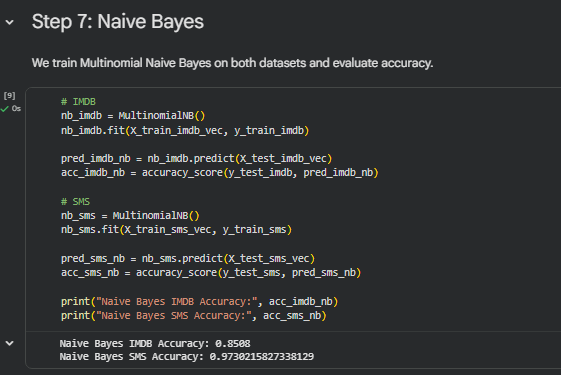 Step 7: Naive Bayes
We train Multinomial Naive Bayes on both datasets and evaluate accuracy.
[9]
0s
# IMDB
nb_imdb = MultinomialNB()
nb_imdb.fit(X_train_imdb_vec, y_train_imdb)
pred_imdb_nb = nb_imdb.predict(X_test_imdb_vec)
acc_imdb_nb = accuracy_score(y_test_imdb, pred_imdb_nb)
# SMS
nb_sms = MultinomialNB()
nb_sms.fit(X_train_sms_vec, y_train_sms)
pred_sms_nb = nb_sms.predict(X_test_sms_vec)
acc_sms_nb = accuracy_score(y_test_sms, pred_sms_nb)
print("Naive Bayes IMDB Accuracy:", acc_imdb_nb)
print("Naive Bayes SMS Accuracy:", acc_sms_nb)
Naive Bayes IMDB Accuracy: 0.8508
Naive Bayes SMS Accuracy: 0.9730215827338129